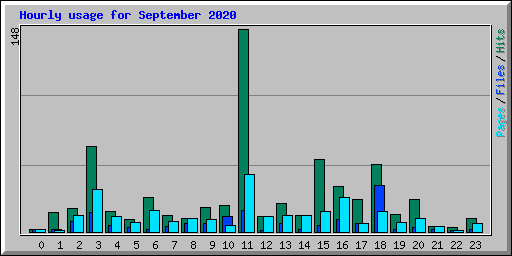 Hourly usage for September 2020
148
Pages/Files/Hits
0 1 2 3 4 5 6 7 8 9 10 11 12 13 14 15 16 17 18 19 20 21 22 23